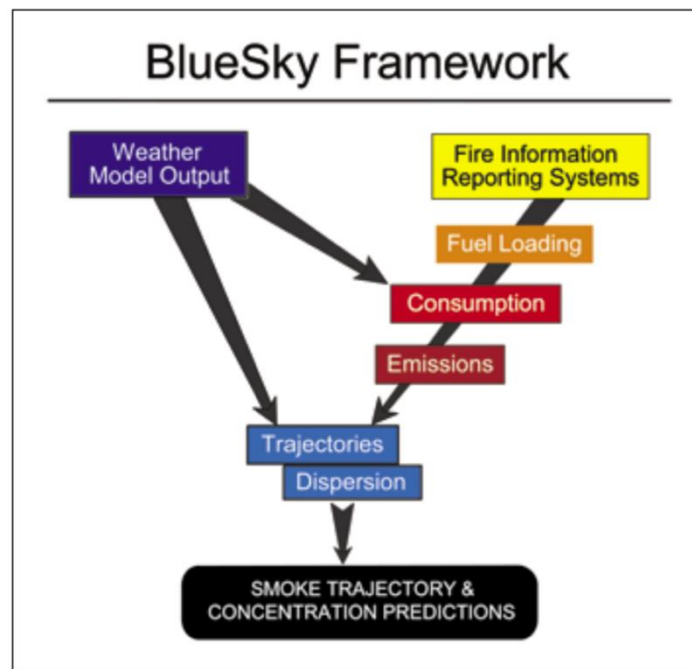 BlueSky Framework
Weather
Model Output
Fire Information
Reporting Systems
Fuel Loading
Consumption
Emissions
Trajectories
Dispersion
SMOKE TRAJECTORY &
CONCENTRATION PREDICTIONS